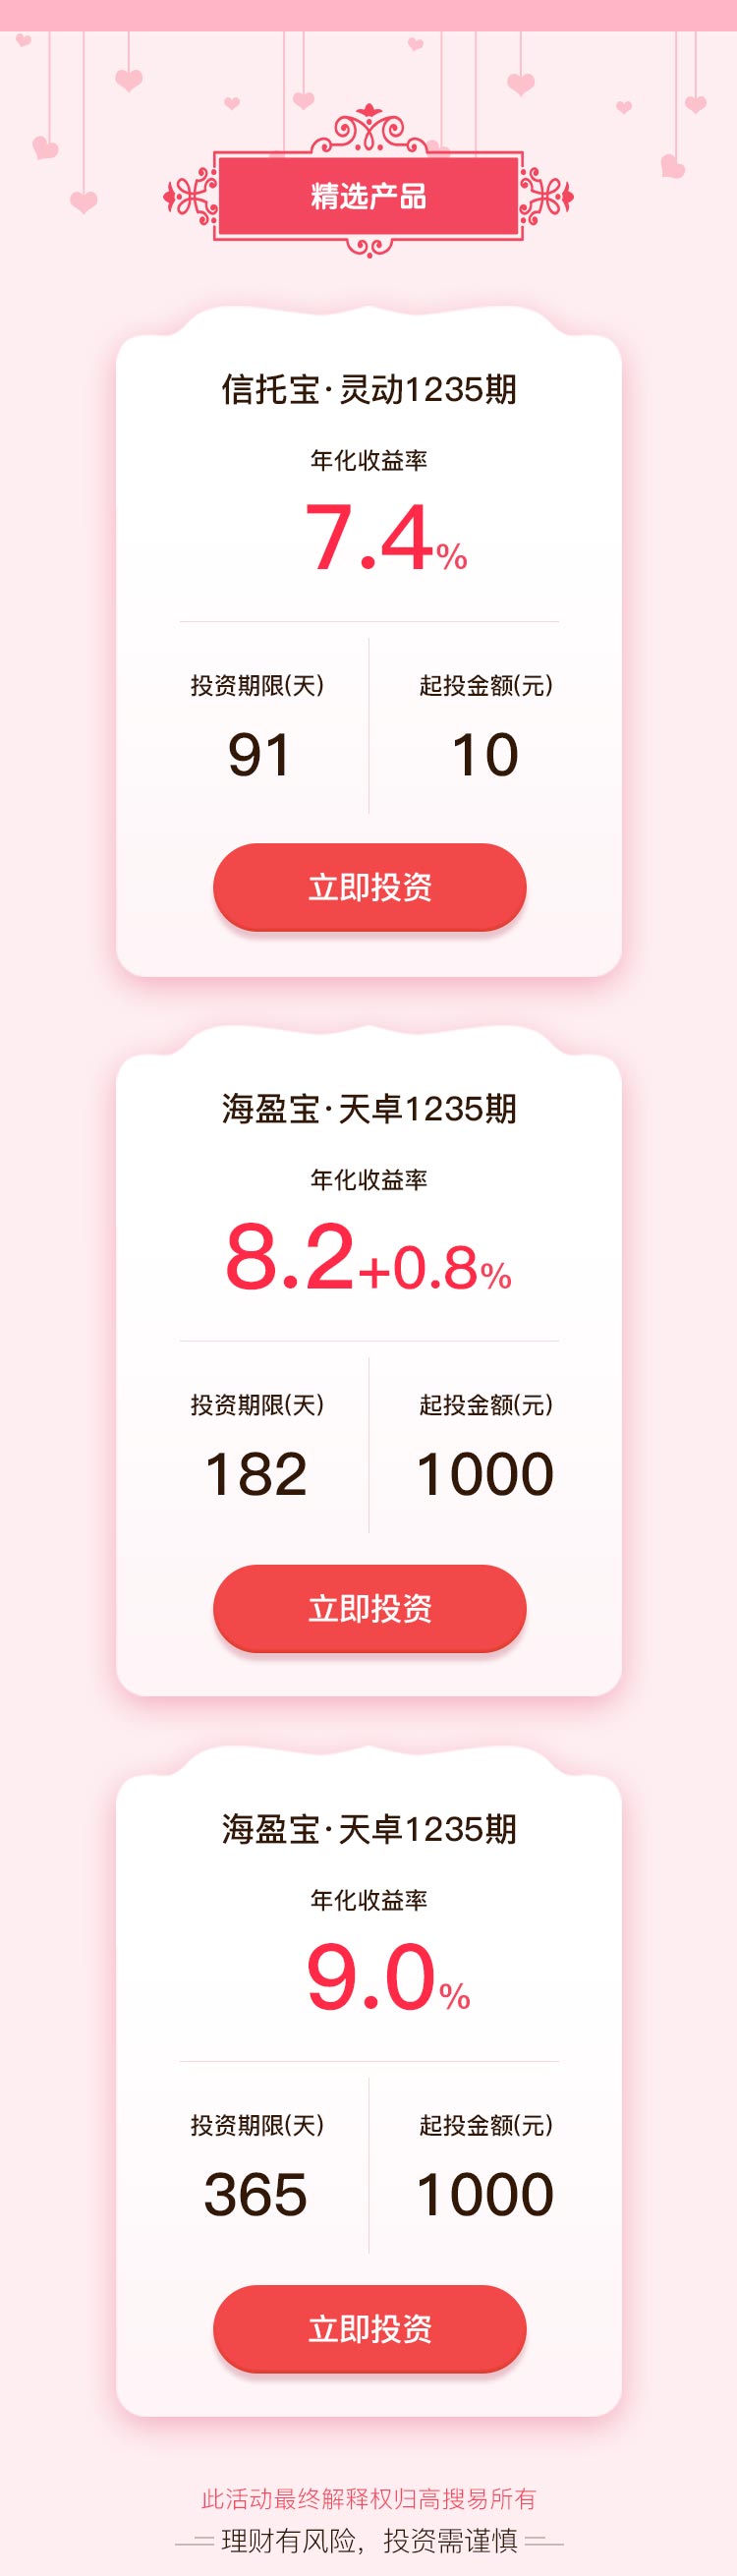 精选产品
信托宝·灵动1235期
年化收益率
7.4%
投资期限(天) 起投金额(元)
91 10
立即投资
海盈宝·天卓1235期
年化收益率
8.2+0.8%
投资期限(天) 起投金额(元)
182 1000
立即投资
海盈宝·天卓1235期
年化收益率
9.0%
投资期限(天) 起投金额(元)
365 1000
立即投资
此活动最终解释权归高搜易所有
理财有风险，投资需谨慎